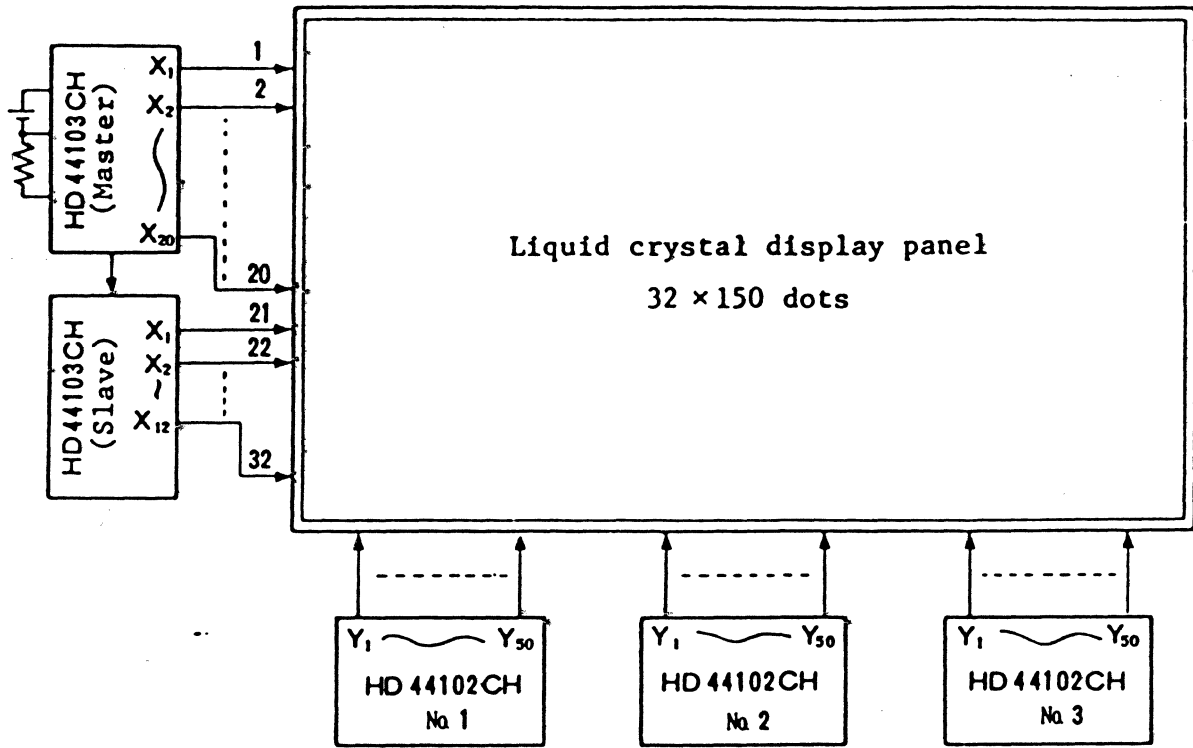 HD44103CH
(Master)
X₁
X₂
X₂₀
1
2
20
HD44103CH
(Slave)
X₁
X₂
X₁₂
21
22
32
Liquid crystal display panel
32 × 150 dots
Y₁ Y₅₀
HD44102CH
No. 1
Y₁ Y₅₀
HD44102CH
No. 2
Y₁ Y₅₀
HD44102CH
No. 3